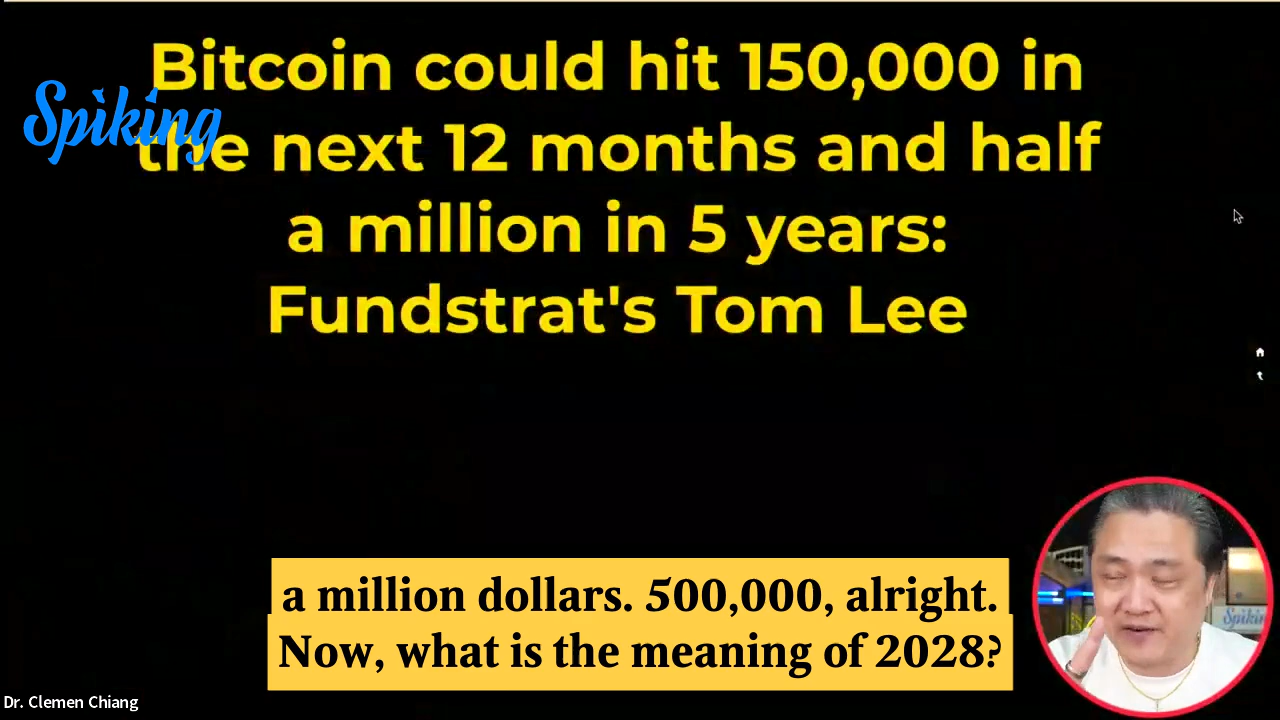 Bitcoin could hit 150,000 in
Spiking
the next 12 months and half
a million in 5 years:
Fundstrat's Tom Lee
a million dollars. 500,000, alright.
Now, what is the meaning of 2028?
Spikin
Dr. Clemen Chiang